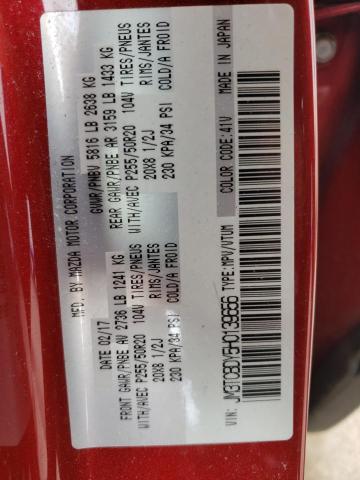 MFD. BY MAZDA MOTOR CORPORATION
DATE 02/17 GVWR/PNBV 5816 LB 2638 KG
FRONT GAWR/PNBE AV 2736 LB 1241 KG REAR GAWR/PNBE AR 3159 LB 1433 KG
WITH/AVEC P255/50R20 104V TIRES/PNEUS WITH/AVEC P255/50R20 104V TIRES/PNEUS
20X8 1/2J RIMS/JANTES 20X8 1/2J RIMS/JANTES
230 KPA/34 PSI COLD/A FROID 230 KPA/34 PSI COLD/A FROID
VIN: JM3TCBDY5H0139656 TYPE:MPV/VTUM COLOR CODE:41V MADE IN JAPAN